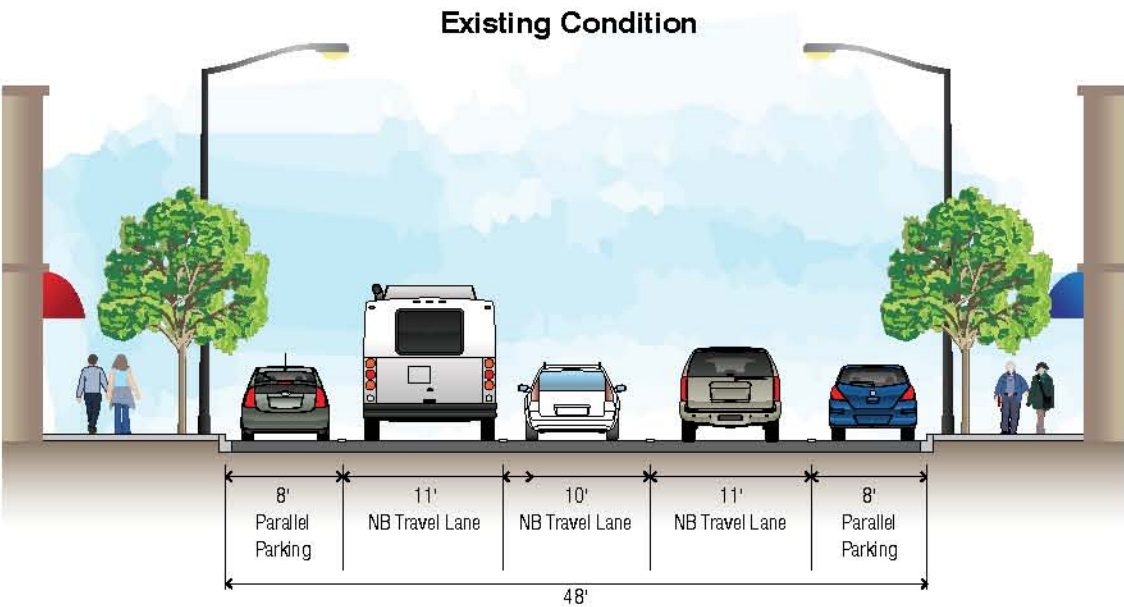 Existing Condition
8'
Parallel
Parking
11'
NB Travel Lane
10'
NB Travel Lane
11'
NB Travel Lane
8'
Parallel
Parking
48'